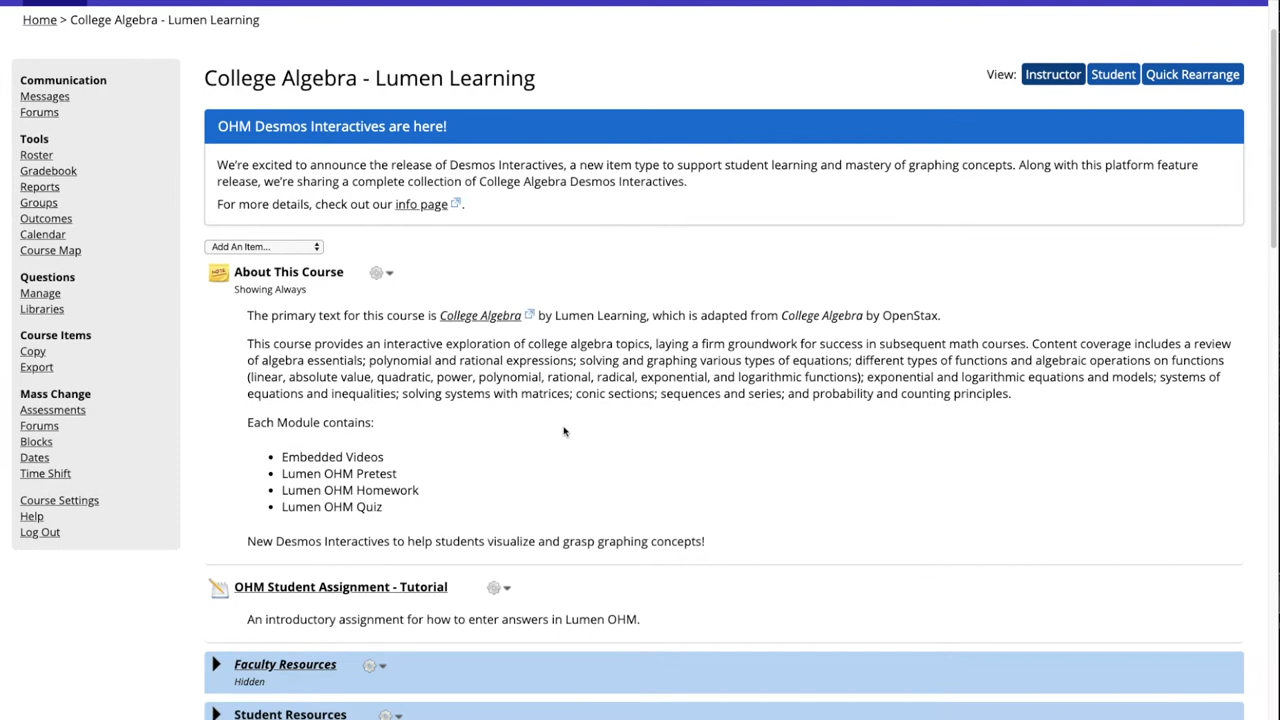 Home > College Algebra - Lumen Learning
Communication
Messages
Forums
Tools
Roster
Gradebook
Reports
Groups
Outcomes
Calendar
Course Map
Questions
Manage
Libraries
Course Items
Copy
Export
Mass Change
Assessments
Forums
Blocks
Dates
Time Shift
Course Settings
Help
Log Out
College Algebra - Lumen Learning
View: Instructor Student Quick Rearrange
OHM Desmos Interactives are here!
We're excited to announce the release of Desmos Interactives, a new item type to support student learning and mastery of graphing concepts. Along with this platform feature
release, we're sharing a complete collection of College Algebra Desmos Interactives.
For more details, check out our info page.
Add An Item...
About This Course
Showing Always
The primary text for this course is College Algebra by Lumen Learning, which is adapted from College Algebra by OpenStax.
This course provides an interactive exploration of college algebra topics, laying a firm groundwork for success in subsequent math courses. Content coverage includes a review
of algebra essentials; polynomial and rational expressions; solving and graphing various types of equations; different types of functions and algebraic operations on functions
(linear, absolute value, quadratic, power, polynomial, rational, radical, exponential, and logarithmic functions); exponential and logarithmic equations and models; systems of
equations and inequalities; solving systems with matrices; conic sections; sequences and series; and probability and counting principles.
Each Module contains:
• Embedded Videos
• Lumen OHM Pretest
• Lumen OHM Homework
• Lumen OHM Quiz
New Desmos Interactives to help students visualize and grasp graphing concepts!
OHM Student Assignment - Tutorial
An introductory assignment for how to enter answers in Lumen OHM.
Faculty Resources
Hidden
Student Resources